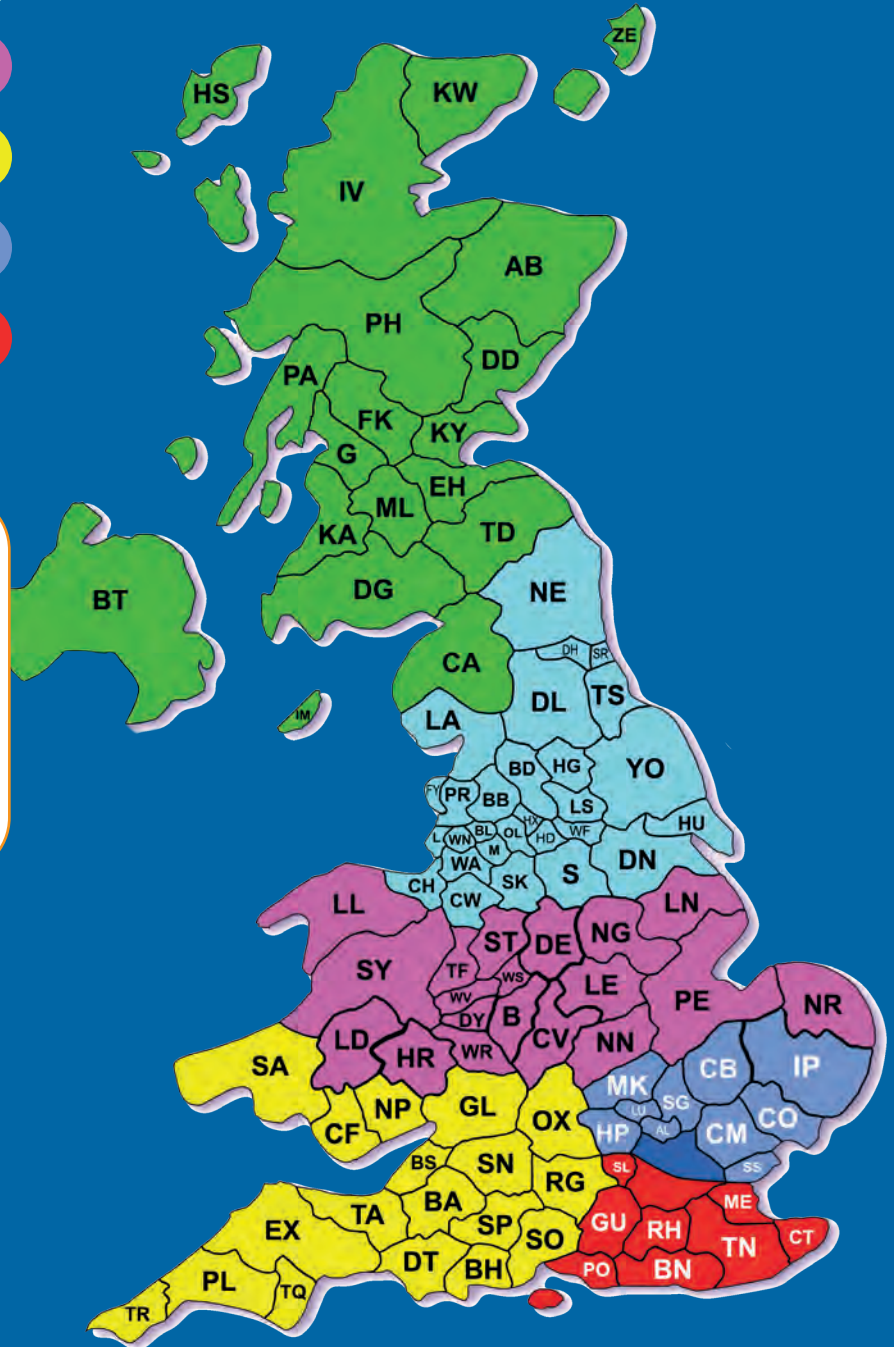 ZE
HS
KW
IV
AB
PH
DD
PA
FK
KY
G
EH
ML
KA
TD
DG
BT
NE
DH
SR
CA
IM
LA
DL
TS
YO
BD
HG
FY
PR
BB
LS
HX
HU
L
WN
BL
OL
HD
WF
M
WA
S
DN
CH
SK
CW
LL
LN
ST
DE
NG
SY
TF
WS
LE
PE
NR
WV
DY
B
LD
HR
WR
CV
NN
SA
CB
IP
MK
NP
GL
LU
SG
CO
CF
OX
HP
AL
CM
BS
SN
SL
SS
RG
BA
ME
TA
SP
GU
RH
EX
SO
TN
CT
DT
BH
PO
BN
PL
TQ
TR